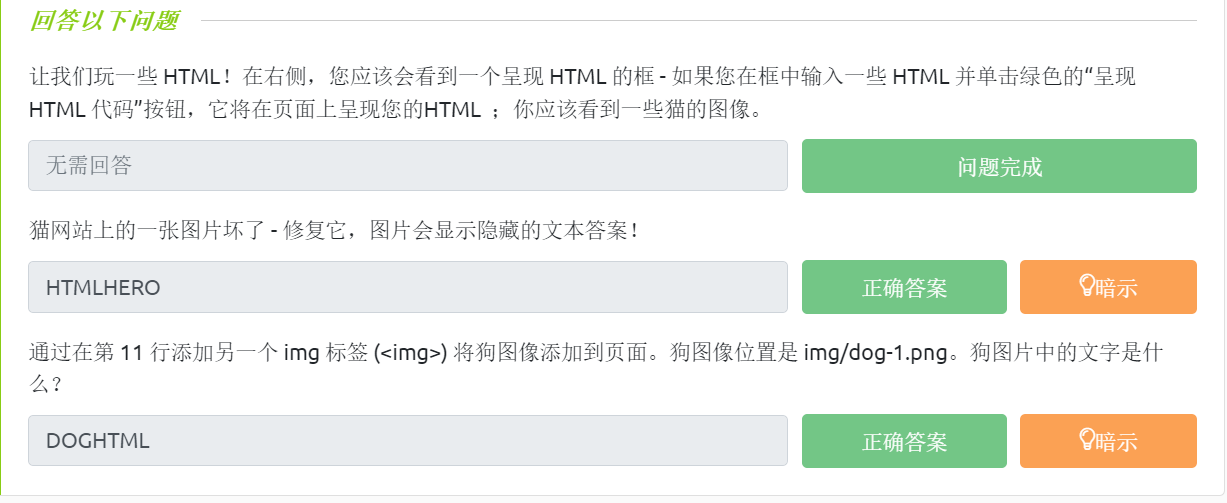 回答以下问题
让我们玩一些 HTML！在右侧，您应该会看到一个呈现 HTML 的框 - 如果您在框中输入一些 HTML 并单击绿色的“呈现
HTML 代码”按钮，它将在页面上呈现您的HTML ；你应该看到一些猫的图像。
无需回答
问题完成
猫网站上的一张图片坏了 - 修复它，图片会显示隐藏的文本答案！
HTMLHERO
正确答案
暗示
通过在第 11 行添加另一个 img 标签 (<img>) 将狗图像添加到页面。狗图像位置是 img/dog-1.png。狗图片中的文字是什
么？
DOGHTML
正确答案
暗示